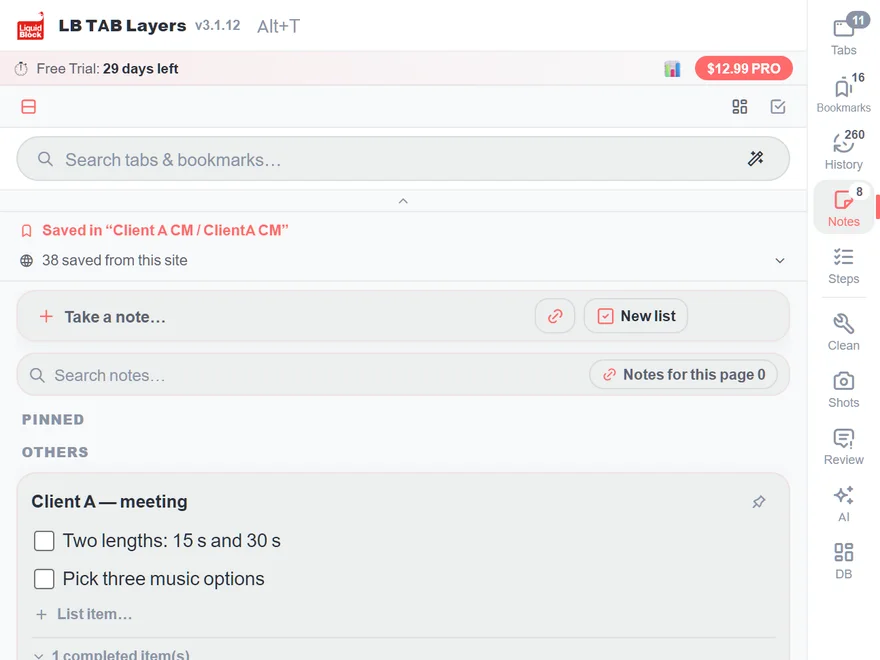 Liquid Block
LB TAB Layers v3.1.12 Alt+T
Free Trial: 29 days left
$12.99 PRO
Search tabs & bookmarks…
Saved in “Client A CM / ClientA CM”
38 saved from this site
Take a note…
New list
Search notes…
Notes for this page 0
PINNED
OTHERS
Client A — meeting
Two lengths: 15 s and 30 s
Pick three music options
List item…
1 completed item(s)
11
Tabs
16
Bookmarks
260
History
8
Notes
Steps
Clean
Shots
Review
AI
DB